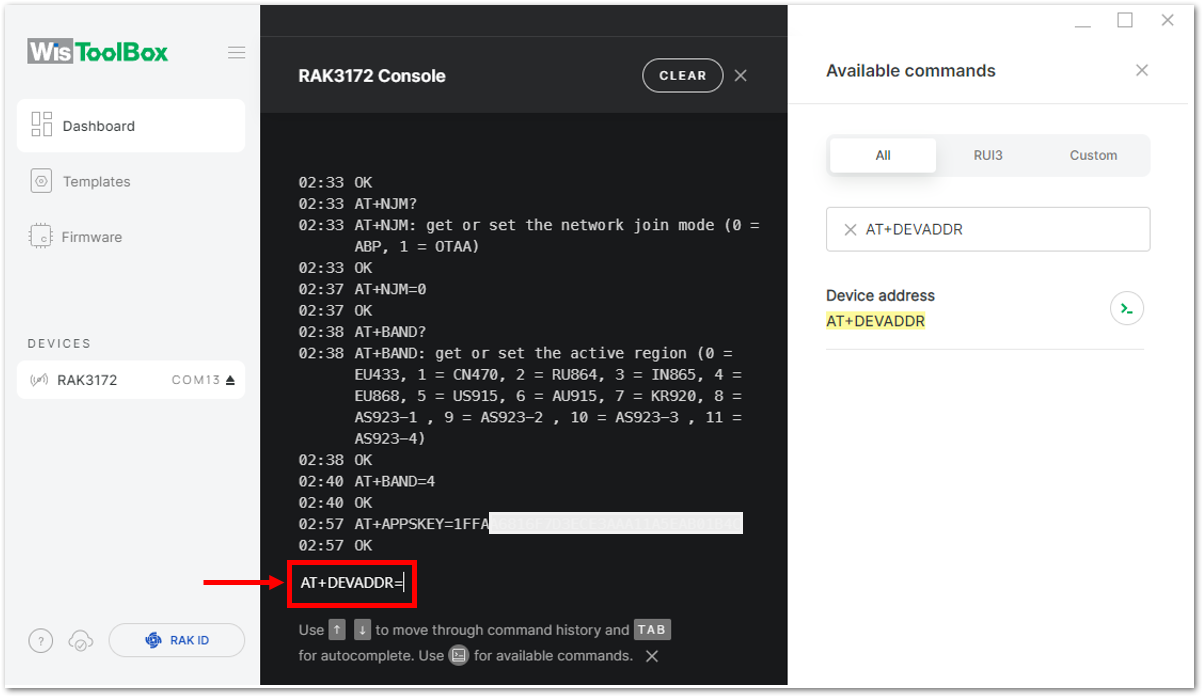 WisToolBox
Dashboard
Templates
Firmware
DEVICES
RAK3172 COM13
?
RAK ID
RAK3172 Console
CLEAR
02:33 OK
02:33 AT+NJM?
02:33 AT+NJM: get or set the network join mode (0 =
ABP, 1 = OTAA)
02:33 OK
02:37 AT+NJM=0
02:37 OK
02:38 AT+BAND?
02:38 AT+BAND: get or set the active region (0 =
EU433, 1 = CN470, 2 = RU864, 3 = IN865, 4 =
EU868, 5 = US915, 6 = AU915, 7 = KR920, 8 =
AS923-1 , 9 = AS923-2 , 10 = AS923-3 , 11 =
AS923-4)
02:38 OK
02:40 AT+BAND=4
02:40 OK
02:57 AT+APPSKEY=1FFA
02:57 OK
AT+DEVADDR=
Use ↑ ↓ to move through command history and TAB
for autocomplete. Use for available commands.
Available commands
All RUI3 Custom
AT+DEVADDR
Device address
AT+DEVADDR